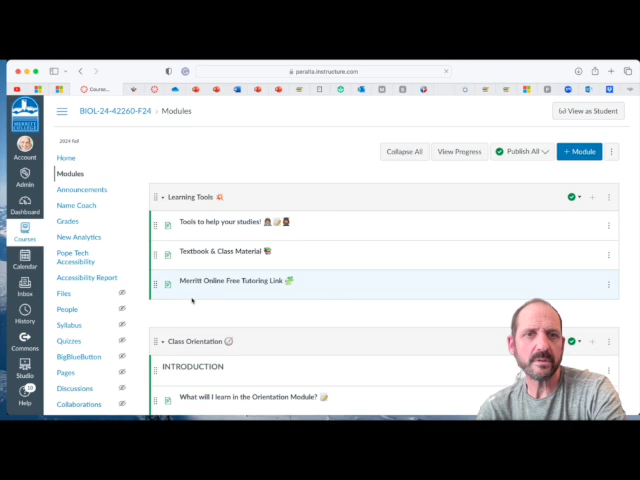 Course...
peralta.instructure.com
MERRITT COLLEGE
BIOL-24-42260-F24 › Modules
View as Student
2024 Fall
Collapse All View Progress Publish All + Module
Account
Admin
Dashboard
Courses
Calendar
Inbox
History
Commons
Studio
10
Help
Home
Modules
Announcements
Name Coach
Grades
New Analytics
Pope Tech
Accessibility
Accessibility Report
Files
People
Syllabus
Quizzes
BigBlueButton
Pages
Discussions
Collaborations
Learning Tools
Tools to help your studies!
Textbook & Class Material
Merritt Online Free Tutoring Link
Class Orientation
INTRODUCTION
What will I learn in the Orientation Module?